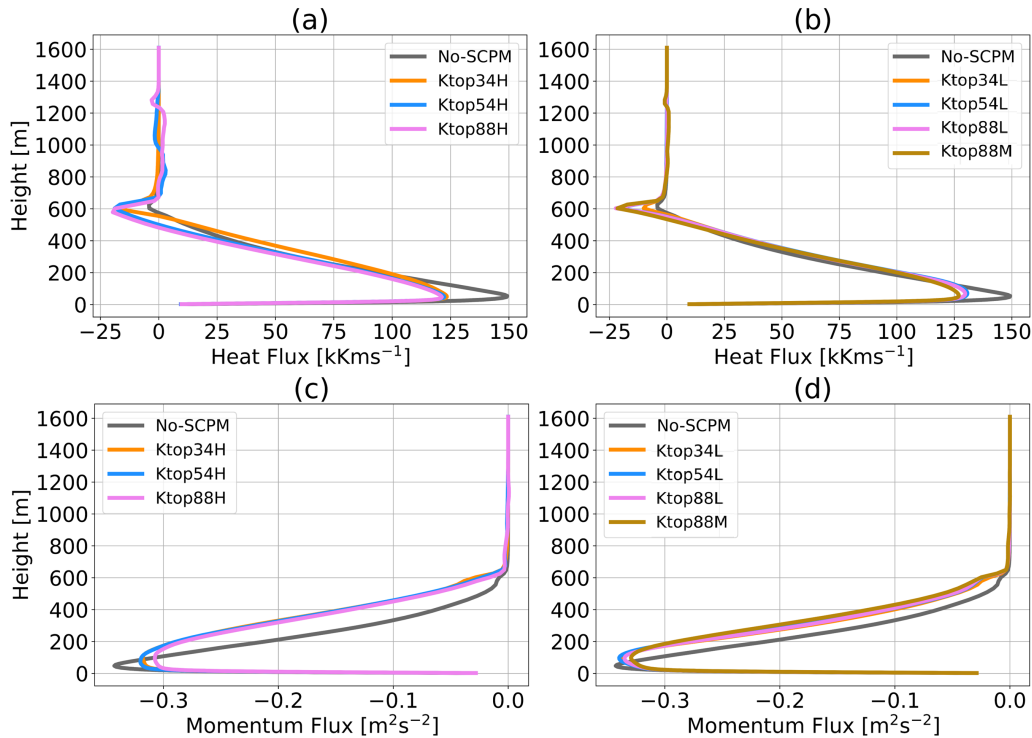 (a)
Height [m]
1600
1400
1200
1000
800
600
400
200
0
No-SCPM
Ktop34H
Ktop54H
Ktop88H
−25 0 25 50 75 100 125 150
Heat Flux [kKms⁻¹]
(b)
1600
1400
1200
1000
800
600
400
200
0
No-SCPM
Ktop34L
Ktop54L
Ktop88L
Ktop88M
−25 0 25 50 75 100 125 150
Heat Flux [kKms⁻¹]
(c)
Height [m]
1600
1400
1200
1000
800
600
400
200
0
No-SCPM
Ktop34H
Ktop54H
Ktop88H
−0.3 −0.2 −0.1 0.0
Momentum Flux [m²s⁻²]
(d)
1600
1400
1200
1000
800
600
400
200
0
No-SCPM
Ktop34L
Ktop54L
Ktop88L
Ktop88M
−0.3 −0.2 −0.1 0.0
Momentum Flux [m²s⁻²]